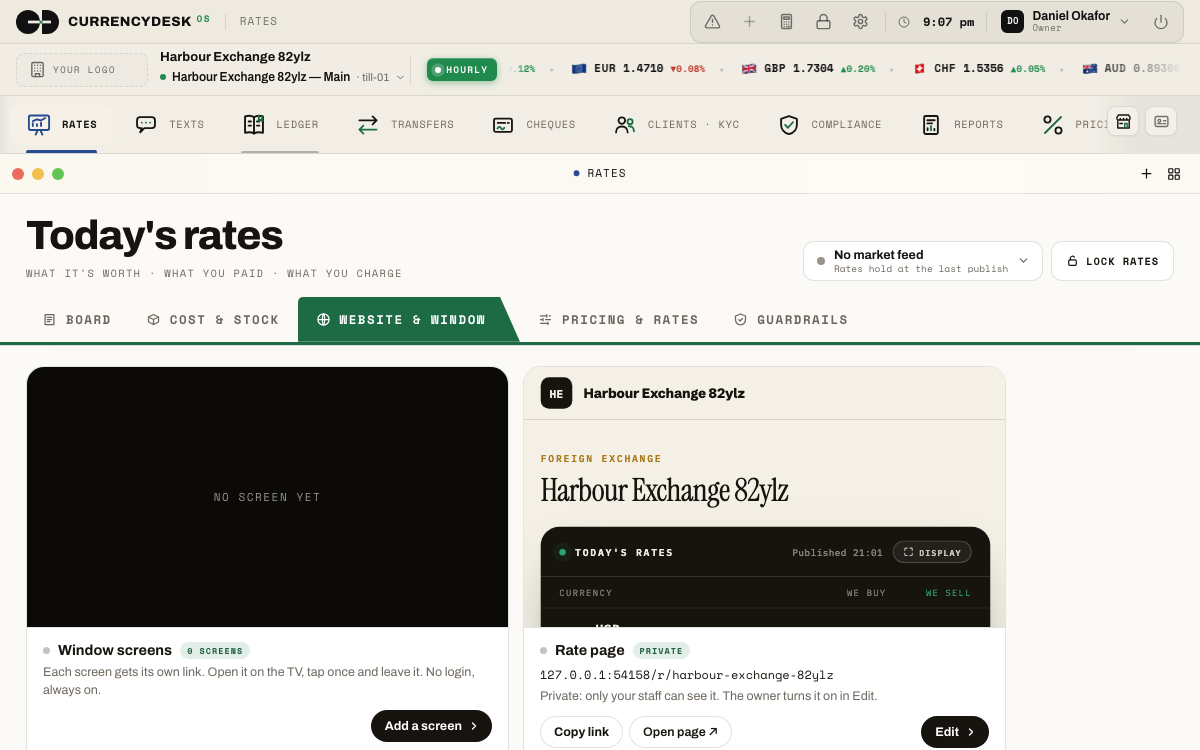 CURRENCYDESK OS
RATES
9:07 pm
DO
Daniel Okafor
Owner
YOUR LOGO
Harbour Exchange 82ylz
Harbour Exchange 82ylz — Main · till-01
HOURLY
.12%
EUR 1.4710 ▾0.08%
GBP 1.7304 ▴0.20%
CHF 1.5356 ▴0.05%
AUD 0.8936
RATES
TEXTS
LEDGER
TRANSFERS
CHEQUES
CLIENTS · KYC
COMPLIANCE
REPORTS
PRICI
RATES
Today's rates
WHAT IT'S WORTH · WHAT YOU PAID · WHAT YOU CHARGE
No market feed
Rates hold at the last publish
LOCK RATES
BOARD
COST & STOCK
WEBSITE & WINDOW
PRICING & RATES
GUARDRAILS
NO SCREEN YET
HE
Harbour Exchange 82ylz
FOREIGN EXCHANGE
Harbour Exchange 82ylz
TODAY'S RATES
Published 21:01
DISPLAY
CURRENCY
WE BUY
WE SELL
Window screens
0 SCREENS
Each screen gets its own link. Open it on the TV, tap once and leave it. No login,
always on.
Add a screen
Rate page
PRIVATE
127.0.0.1:54158/r/harbour-exchange-82ylz
Private: only your staff can see it. The owner turns it on in Edit.
Copy link
Open page
Edit